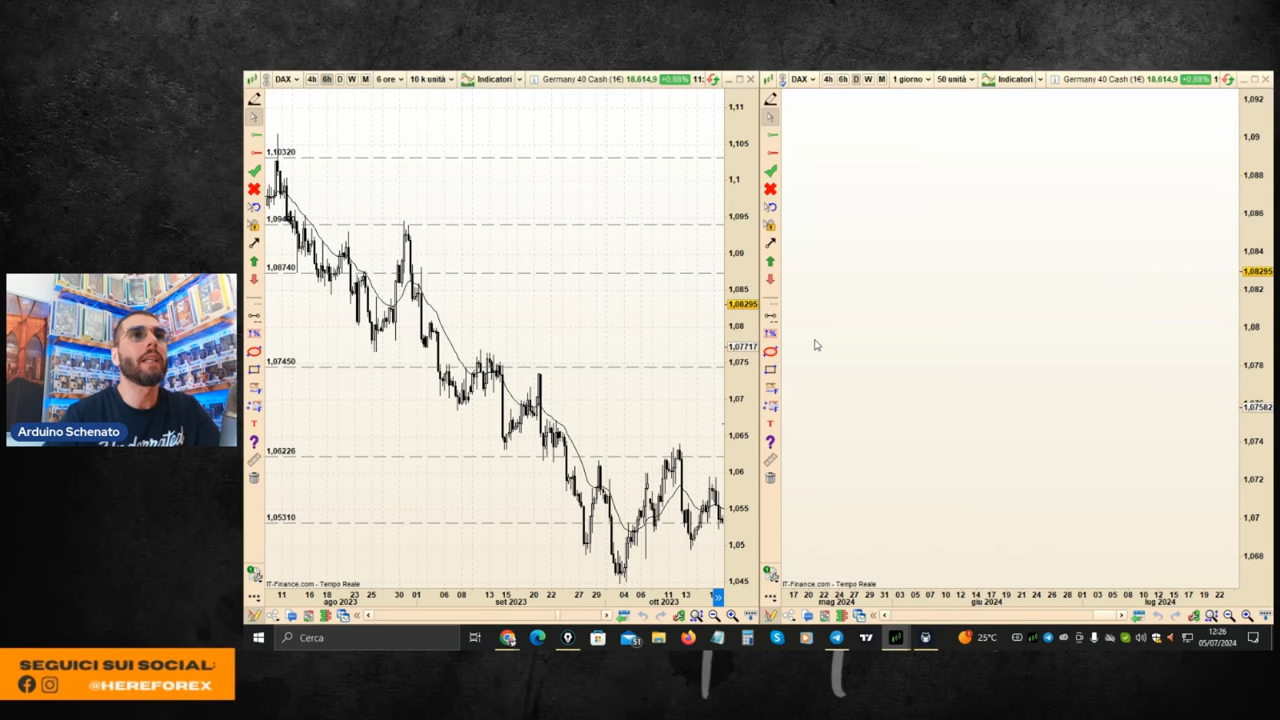 DAX 4h 6h D W M 6 ore 10 k unità Indicatori Germany 40 Cash (1€) 18.614,9 +0,88% 11:
DAX 4h 6h D W M 1 giorno 50 unità Indicatori Germany 40 Cash (1€) 18.614,9 +0,88% 1
1,10320
1,08740
1,07450
1,06226
1,05310
1,11
1,105
1,1
1,095
1,09
1,085
1,08295
1,08
1,07717
1,075
1,07
1,065
1,06
1,055
1,05
1,045
1,092
1,09
1,088
1,086
1,084
1,08295
1,082
1,08
1,078
1,07582
1,074
1,072
1,07
1,068
IT-Finance.com - Tempo Reale
IT-Finance.com - Tempo Reale
11 16 18 23 25 30 01 06 08 13 15 20 22 27 29 04 06 11 13
ago 2023 set 2023 ott 2023
17 20 22 24 27 29 31 03 05 07 10 12 14 17 19 21 24 26 28 01 03 05 08 10 12 15 17 19 22
mag 2024 giu 2024 lug 2024
Arduino Schenato
Cerca
51
25°C
12:26
05/07/2024
SEGUICI SUI SOCIAL:
@HEREFOREX